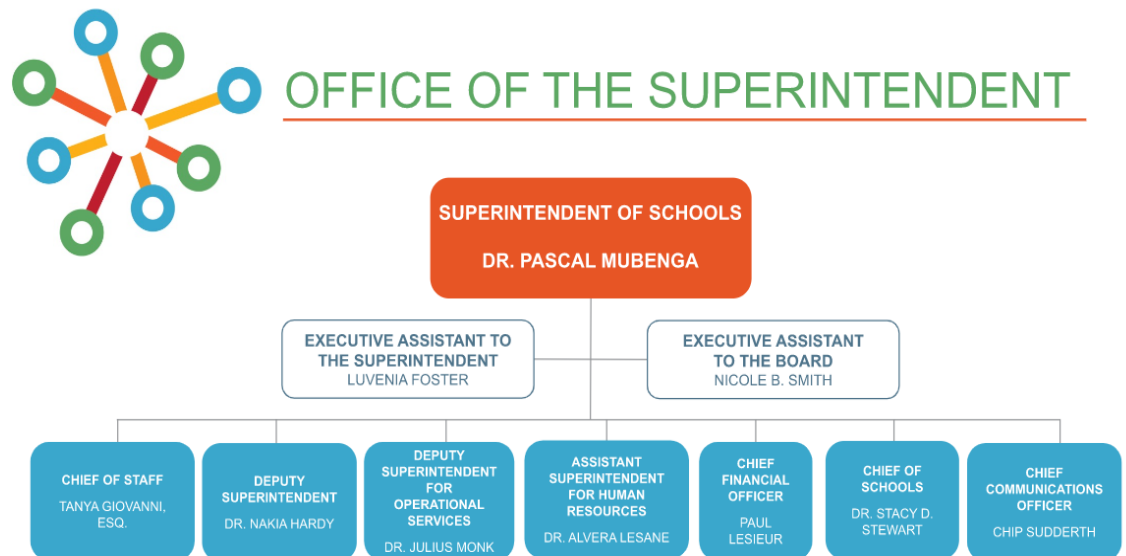 OFFICE OF THE SUPERINTENDENT
SUPERINTENDENT OF SCHOOLS
DR. PASCAL MUBENGA
EXECUTIVE ASSISTANT TO
THE SUPERINTENDENT
LUVENIA FOSTER
EXECUTIVE ASSISTANT
TO THE BOARD
NICOLE B. SMITH
CHIEF OF STAFF
TANYA GIOVANNI,
ESQ.
DEPUTY
SUPERINTENDENT
DR. NAKIA HARDY
DEPUTY
SUPERINTENDENT
FOR
OPERATIONAL
SERVICES
DR. JULIUS MONK
ASSISTANT
SUPERINTENDENT
FOR HUMAN
RESOURCES
DR. ALVERA LESANE
CHIEF
FINANCIAL
OFFICER
PAUL
LESIEUR
CHIEF OF
SCHOOLS
DR. STACY D.
STEWART
CHIEF
COMMUNICATIONS
OFFICER
CHIP SUDDERTH